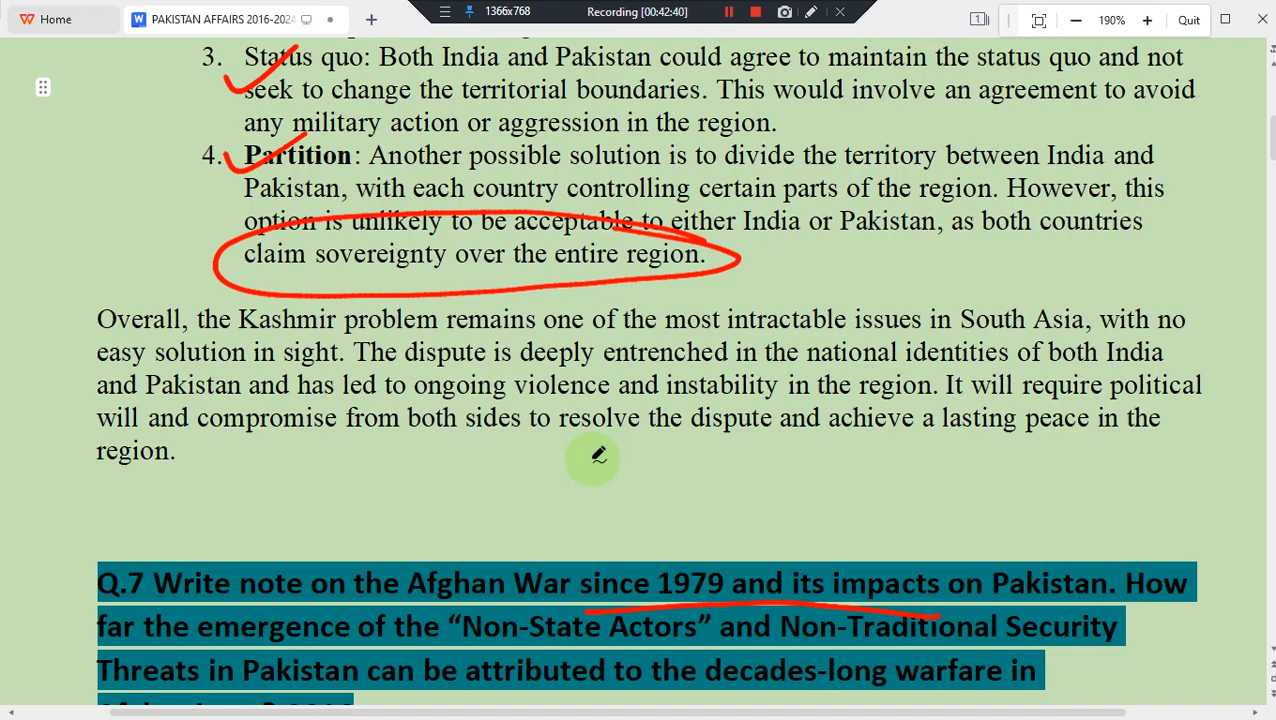 Home
PAKISTAN AFFAIRS 2016-2024
1366x768
Recording [00:42:40]
1
190%
Quit
3. Status quo: Both India and Pakistan could agree to maintain the status quo and not
seek to change the territorial boundaries. This would involve an agreement to avoid
any military action or aggression in the region.
4. Partition: Another possible solution is to divide the territory between India and
Pakistan, with each country controlling certain parts of the region. However, this
option is unlikely to be acceptable to either India or Pakistan, as both countries
claim sovereignty over the entire region.
Overall, the Kashmir problem remains one of the most intractable issues in South Asia, with no
easy solution in sight. The dispute is deeply entrenched in the national identities of both India
and Pakistan and has led to ongoing violence and instability in the region. It will require political
will and compromise from both sides to resolve the dispute and achieve a lasting peace in the
region.
Q.7 Write note on the Afghan War since 1979 and its impacts on Pakistan. How
far the emergence of the “Non-State Actors” and Non-Traditional Security
Threats in Pakistan can be attributed to the decades-long warfare in